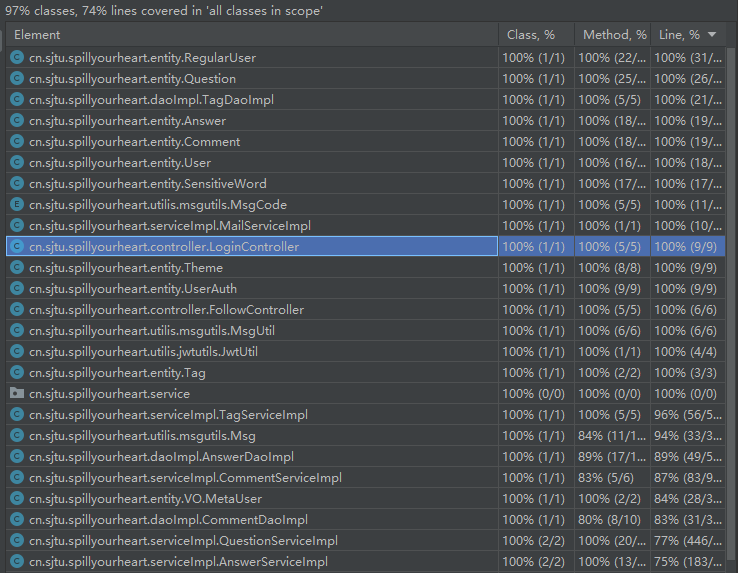 97% classes, 74% lines covered in 'all classes in scope'
Element Class, % Method, % Line, %
cn.sjtu.spillyourheart.entity.RegularUser 100% (1/1) 100% (22/... 100% (31/...
cn.sjtu.spillyourheart.entity.Question 100% (1/1) 100% (25/... 100% (26/...
cn.sjtu.spillyourheart.daoImpl.TagDaoImpl 100% (1/1) 100% (5/5) 100% (21/...
cn.sjtu.spillyourheart.entity.Answer 100% (1/1) 100% (18/... 100% (19/...
cn.sjtu.spillyourheart.entity.Comment 100% (1/1) 100% (18/... 100% (19/...
cn.sjtu.spillyourheart.entity.User 100% (1/1) 100% (16/... 100% (18/...
cn.sjtu.spillyourheart.entity.SensitiveWord 100% (1/1) 100% (17/... 100% (17/...
cn.sjtu.spillyourheart.utilis.msgutils.MsgCode 100% (1/1) 100% (5/5) 100% (11/...
cn.sjtu.spillyourheart.serviceImpl.MailServiceImpl 100% (1/1) 100% (1/1) 100% (10/...
cn.sjtu.spillyourheart.controller.LoginController 100% (1/1) 100% (5/5) 100% (9/9)
cn.sjtu.spillyourheart.entity.Theme 100% (1/1) 100% (8/8) 100% (9/9)
cn.sjtu.spillyourheart.entity.UserAuth 100% (1/1) 100% (9/9) 100% (9/9)
cn.sjtu.spillyourheart.controller.FollowController 100% (1/1) 100% (5/5) 100% (6/6)
cn.sjtu.spillyourheart.utilis.msgutils.MsgUtil 100% (1/1) 100% (6/6) 100% (6/6)
cn.sjtu.spillyourheart.utilis.jwtutils.JwtUtil 100% (1/1) 100% (1/1) 100% (4/4)
cn.sjtu.spillyourheart.entity.Tag 100% (1/1) 100% (2/2) 100% (3/3)
cn.sjtu.spillyourheart.service 100% (0/0) 100% (0/0) 100% (0/0)
cn.sjtu.spillyourheart.serviceImpl.TagServiceImpl 100% (1/1) 100% (5/5) 96% (56/5...
cn.sjtu.spillyourheart.utilis.msgutils.Msg 100% (1/1) 84% (11/1... 94% (33/3...
cn.sjtu.spillyourheart.daoImpl.AnswerDaoImpl 100% (1/1) 89% (17/1... 89% (49/5...
cn.sjtu.spillyourheart.serviceImpl.CommentServiceImpl 100% (1/1) 83% (5/6) 87% (83/9...
cn.sjtu.spillyourheart.entity.VO.MetaUser 100% (1/1) 100% (2/2) 84% (28/3...
cn.sjtu.spillyourheart.daoImpl.CommentDaoImpl 100% (1/1) 80% (8/10) 83% (31/3...
cn.sjtu.spillyourheart.serviceImpl.QuestionServiceImpl 100% (2/2) 100% (20/... 77% (446/...
cn.sjtu.spillyourheart.serviceImpl.AnswerServiceImpl 100% (2/2) 100% (13/... 75% (183/...